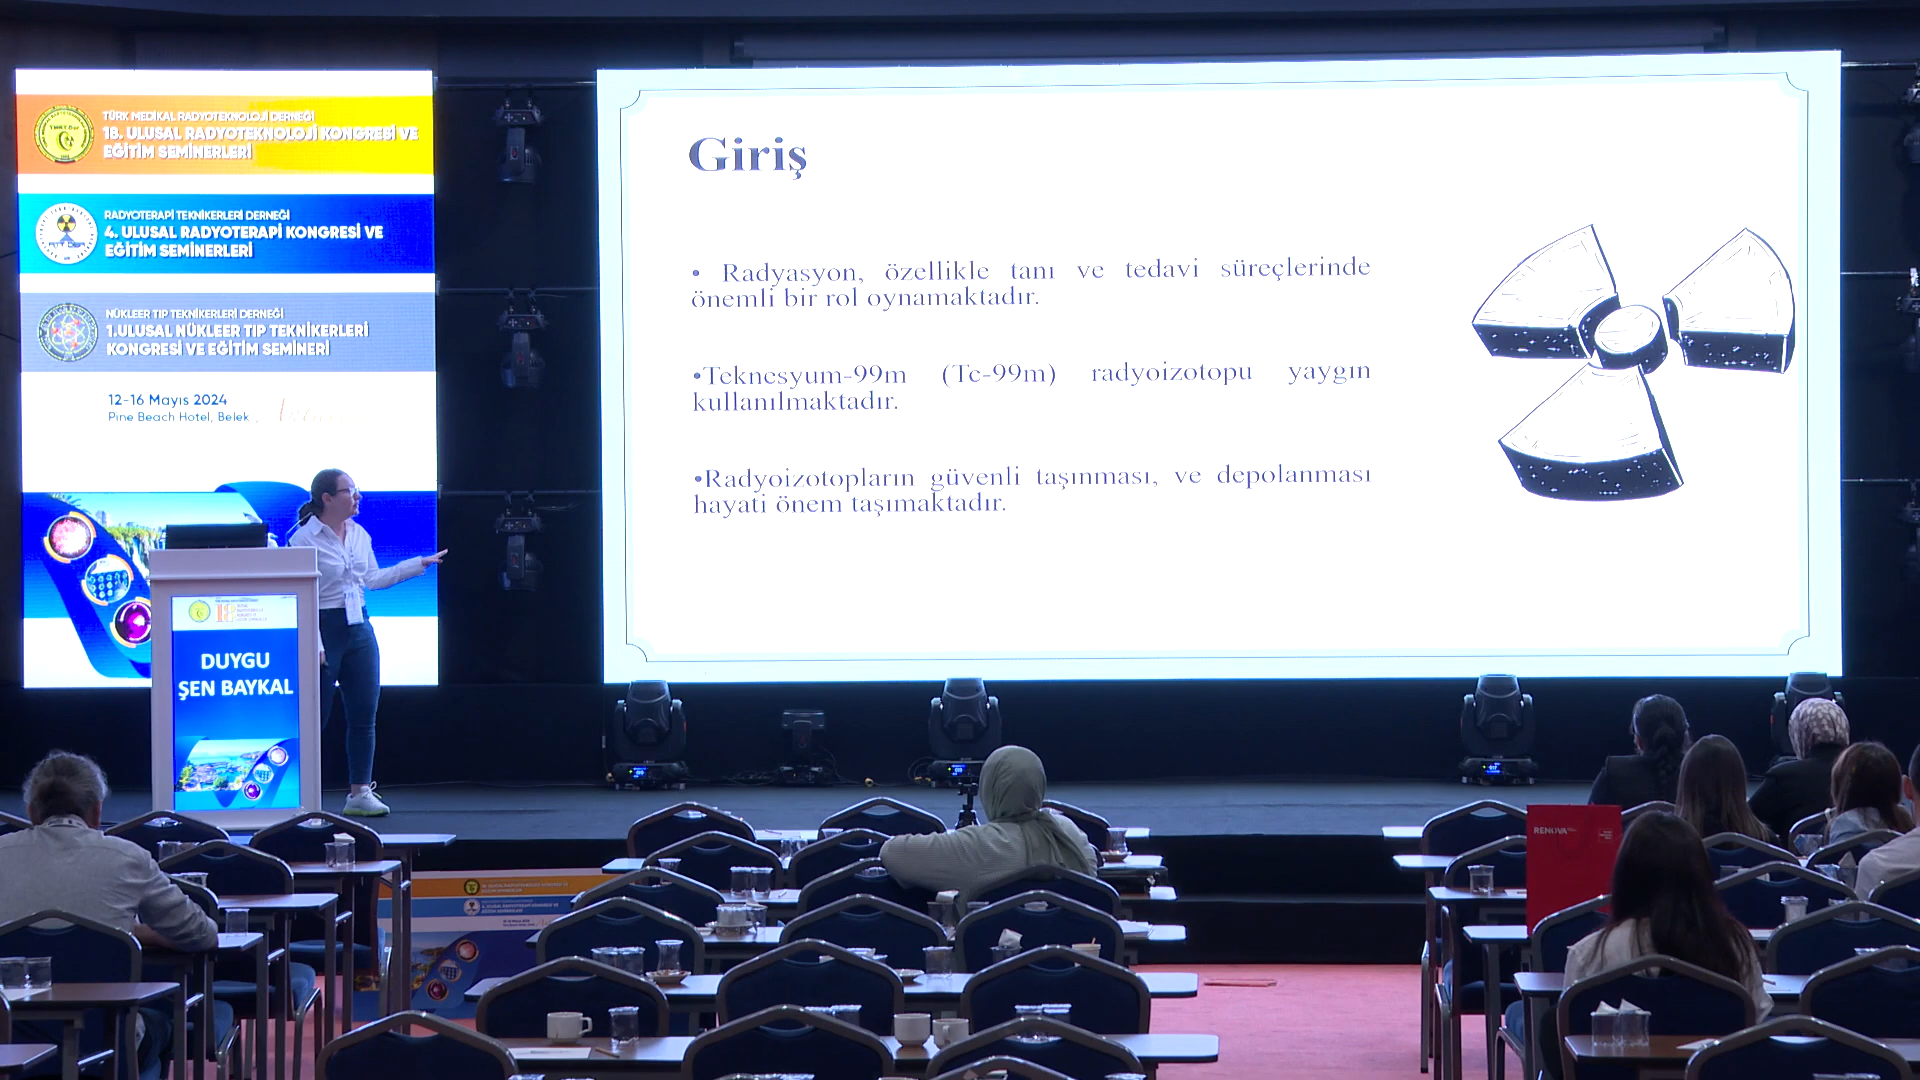 TÜRK MEDİKAL RADYOTEKNOLOJİ DERNEĞİ
18. ULUSAL RADYOTEKNOLOJİ KONGRESİ VE
EĞİTİM SEMİNERLERİ
RADYOTERAPİ TEKNİKERLERİ DERNEĞİ
4. ULUSAL RADYOTERAPİ KONGRESİ VE
EĞİTİM SEMİNERLERİ
NÜKLEER TIP TEKNİKERLERİ DERNEĞİ
1.ULUSAL NÜKLEER TIP TEKNİKERLERİ
KONGRESİ VE EĞİTİM SEMİNERİ
12-16 Mayıs 2024
Pine Beach Hotel, Belek
Giriş
• Radyasyon, özellikle tanı ve tedavi süreçlerinde
önemli bir rol oynamaktadır.
•Teknesyum-99m (Tc-99m) radyoizotopu yaygın
kullanılmaktadır.
•Radyoizotopların güvenli taşınması, ve depolanması
hayati önem taşımaktadır.
18
DUYGU
ŞEN BAYKAL
RENOVA